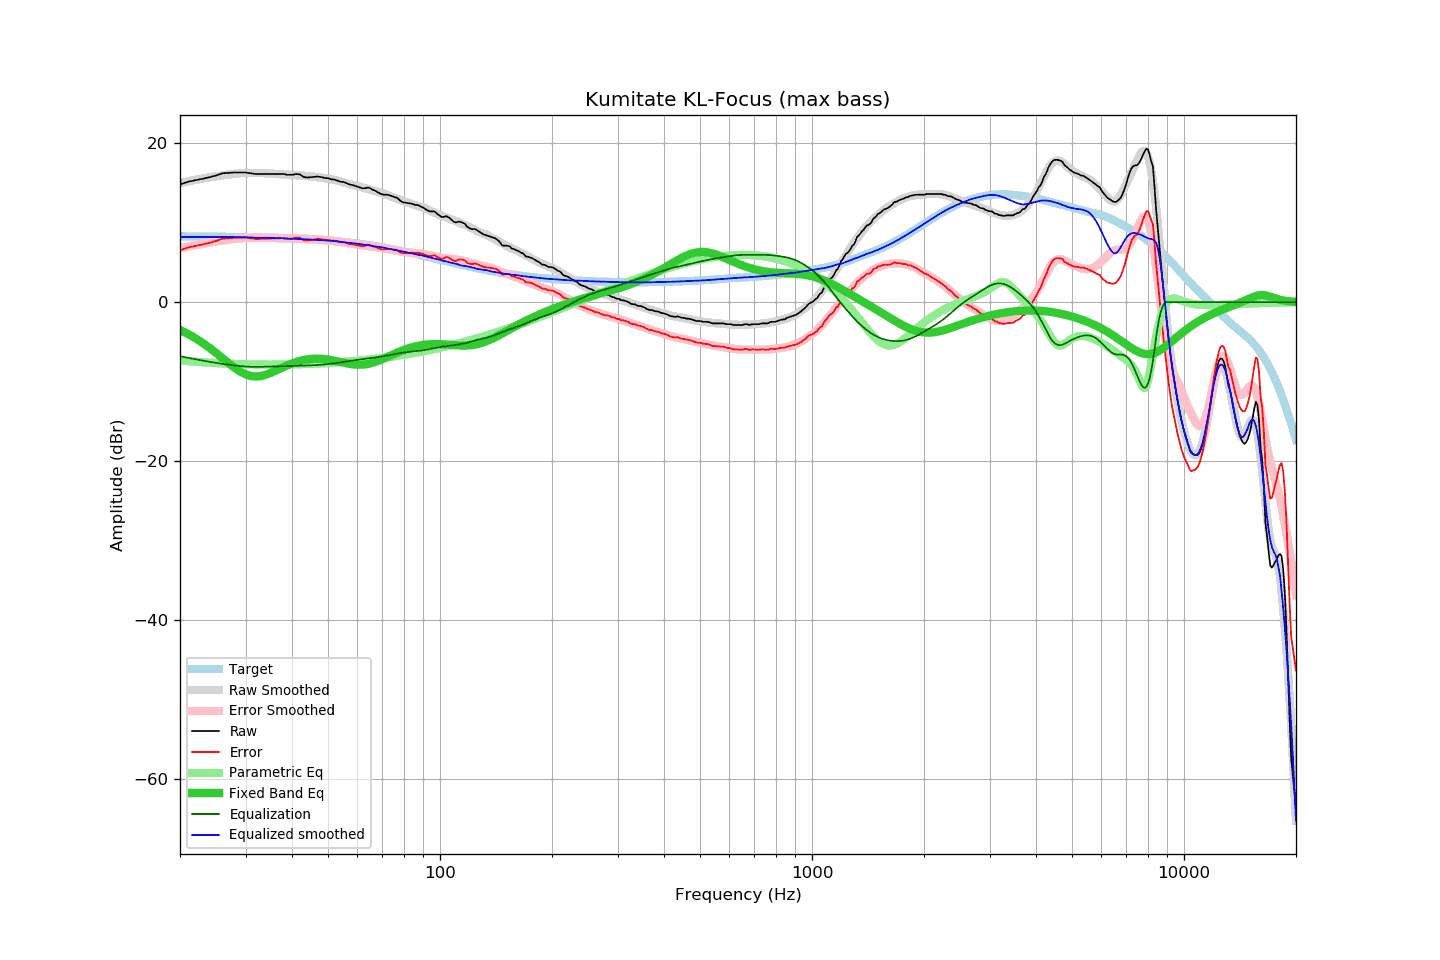 Kumitate KL-Focus (max bass)
20
0
−20
−40
−60
Amplitude (dBr)
Target
Raw Smoothed
Error Smoothed
Raw
Error
Parametric Eq
Fixed Band Eq
Equalization
Equalized smoothed
100 1000 10000
Frequency (Hz)